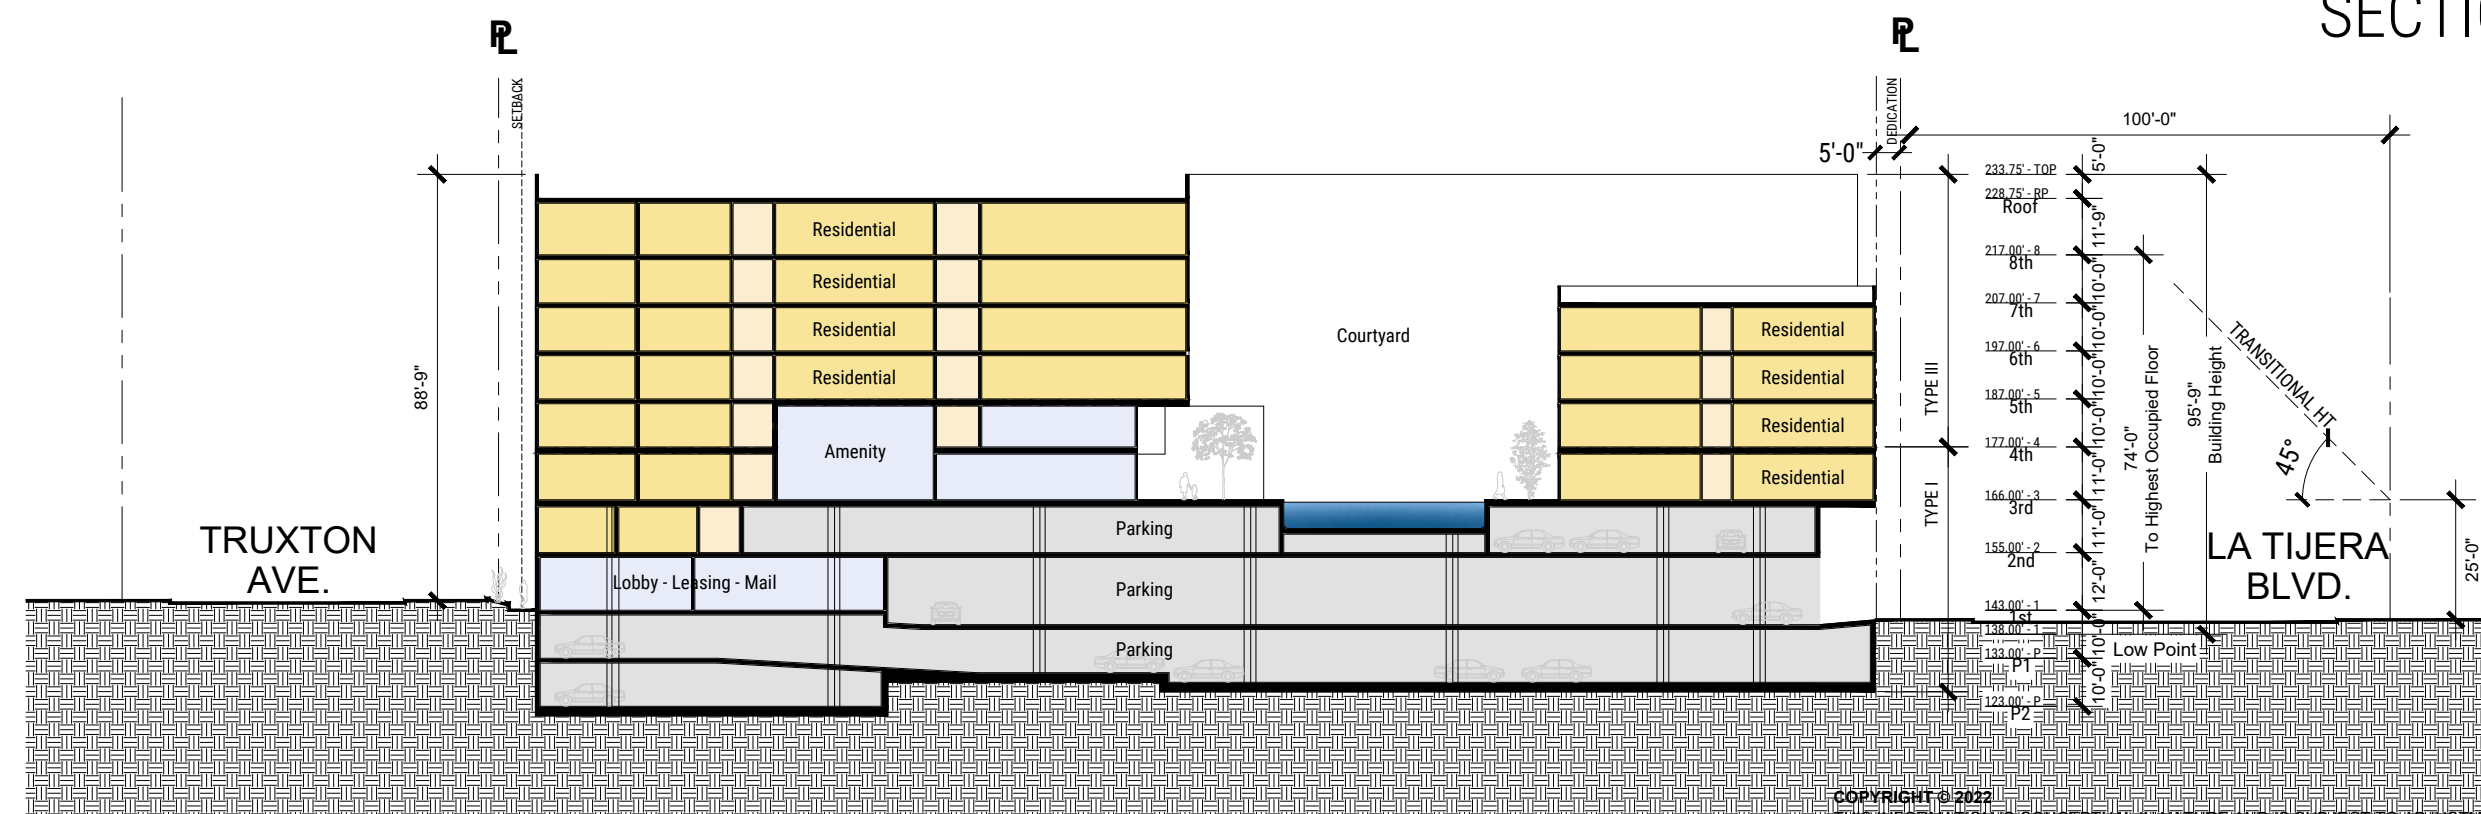 SECTIO
PL
PL
SETBACK
DEDICATION
100'-0"
5'-0"
5'-0"
233.75' - TOP
228.75' - RP
Roof
11'-9"
217.00' - 8
8th
10'-0"
207.00' - 7
7th
10'-0"
197.00' - 6
6th
10'-0"
187.00' - 5
5th
10'-0"
177.00' - 4
4th
11'-0"
166.00' - 3
3rd
11'-0"
155.00' - 2
2nd
12'-0"
143.00' - 1
1st
138.00' - 1
10'-0"
133.00' - P
P1
10'-0"
123.00' - P
P2
Residential
Residential
Residential
Residential
Amenity
Courtyard
Residential
Residential
Residential
Residential
Parking
Lobby - Leasing - Mail
Parking
Parking
88'-9"
TYPE III
TYPE I
74'-0"
To Highest Occupied Floor
95'-9"
Building Height
TRANSITIONAL HT.
45°
25'-0"
Low Point
TRUXTON
AVE.
LA TIJERA
BLVD.
COPYRIGHT © 2022